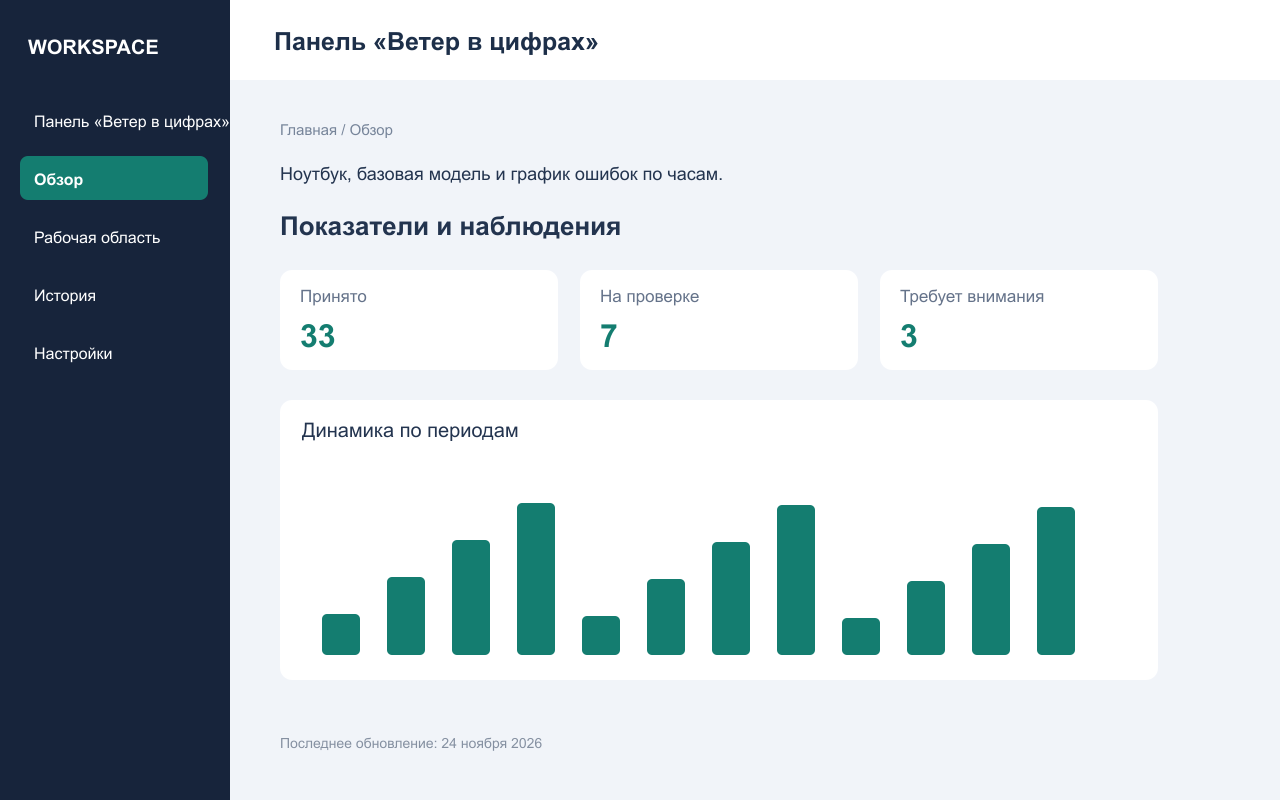 WORKSPACE
Панель «Ветер в цифрах»
Обзор
Рабочая область
История
Настройки
Панель «Ветер в цифрах»
Главная / Обзор
Ноутбук, базовая модель и график ошибок по часам.
Показатели и наблюдения
Принято
33
На проверке
7
Требует внимания
3
Динамика по периодам
Последнее обновление: 24 ноября 2026